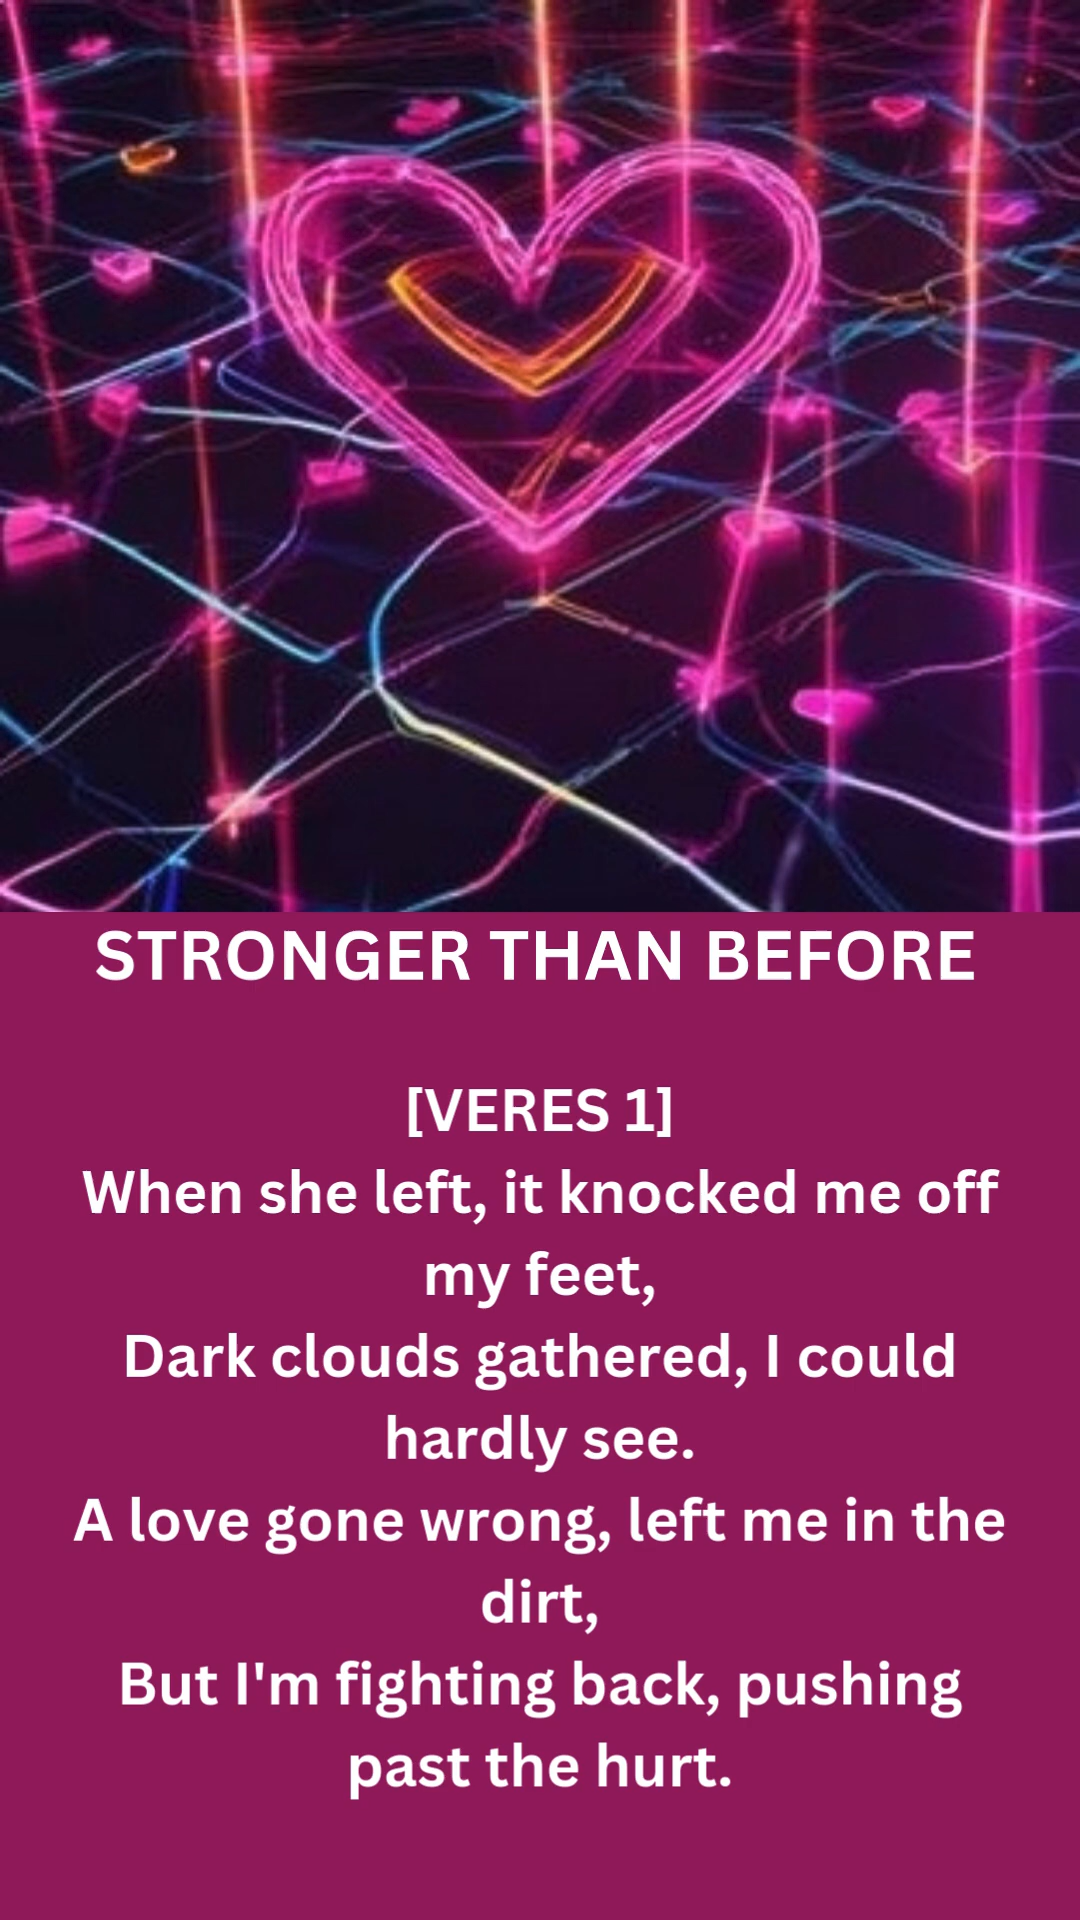 STRONGER THAN BEFORE
[VERES 1]
When she left, it knocked me off
my feet,
Dark clouds gathered, I could
hardly see.
A love gone wrong, left me in the
dirt,
But I'm fighting back, pushing
past the hurt.